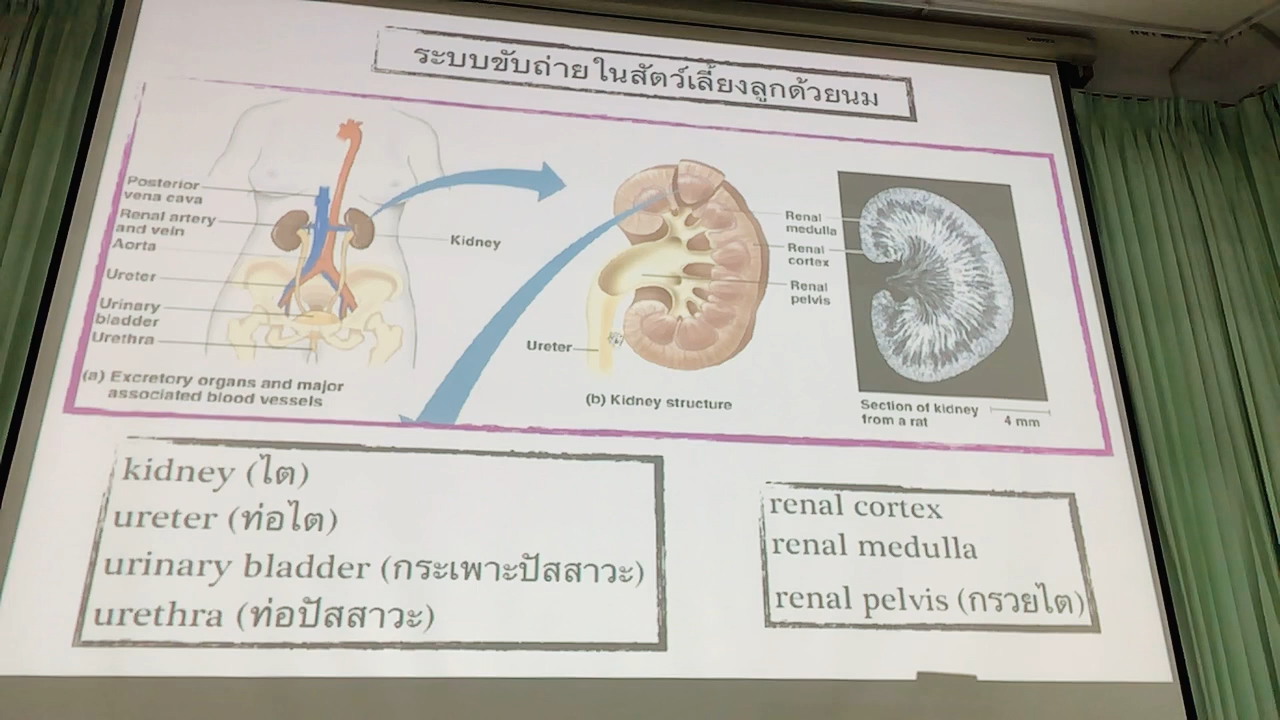 ระบบขับถ่ายในสัตว์เลี้ยงลูกด้วยนม
Posterior
vena cava
Renal artery
and vein
Aorta
Ureter
Urinary
bladder
Urethra
Kidney
(a) Excretory organs and major
associated blood vessels
Renal
medulla
Renal
cortex
Renal
pelvis
Ureter
(b) Kidney structure
Section of kidney
from a rat
4 mm
kidney (ไต)
ureter (ท่อไต)
urinary bladder (กระเพาะปัสสาวะ)
urethra (ท่อปัสสาวะ)
renal cortex
renal medulla
renal pelvis (กรวยไต)